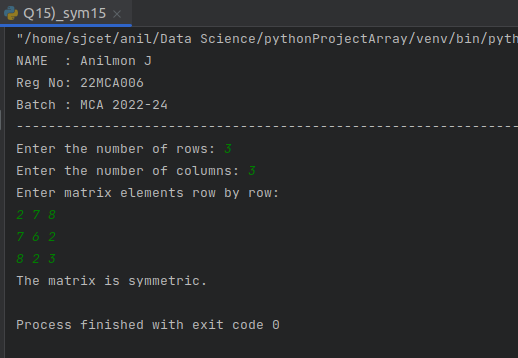 Q15)_sym15
"/home/sjcet/anil/Data Science/pythonProjectArray/venv/bin/pyth
NAME  : Anilmon J
Reg No: 22MCA006
Batch : MCA 2022-24
----------------------------------------------------------------
Enter the number of rows: 3
Enter the number of columns: 3
Enter matrix elements row by row:
2 7 8
7 6 2
8 2 3
The matrix is symmetric.
Process finished with exit code 0